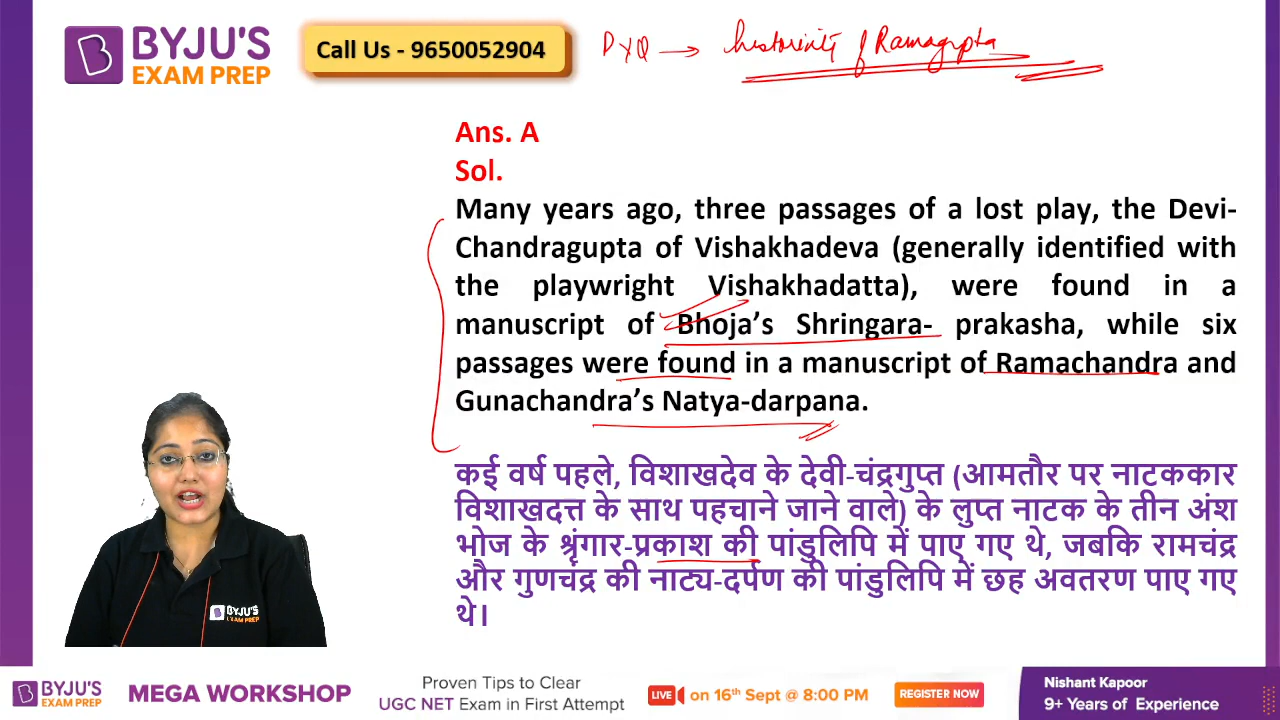 BYJU'S
EXAM PREP
Call Us - 9650052904
PYQ → historicity of Ramagupta
Ans. A
Sol.
Many years ago, three passages of a lost play, the Devi-
Chandragupta of Vishakhadeva (generally identified with
the playwright Vishakhadatta), were found in a
manuscript of Bhoja's Shringara- prakasha, while six
passages were found in a manuscript of Ramachandra and
Gunachandra's Natya-darpana.
कई वर्ष पहले, विशाखदेव के देवी-चंद्रगुप्त (आमतौर पर नाटककार
विशाखदत्त के साथ पहचाने जाने वाले) के लुप्त नाटक के तीन अंश
भोज के श्रृंगार-प्रकाश की पांडुलिपि में पाए गए थे, जबकि रामचंद्र
और गुणचंद्र की नाट्य-दर्पण की पांडुलिपि में छह अवतरण पाए गए
थे।
BYJU'S
EXAM PREP
BYJU'S
EXAM PREP
MEGA WORKSHOP
Proven Tips to Clear
UGC NET Exam in First Attempt
LIVE on 16th Sept @ 8:00 PM
REGISTER NOW
Nishant Kapoor
9+ Years of Experience